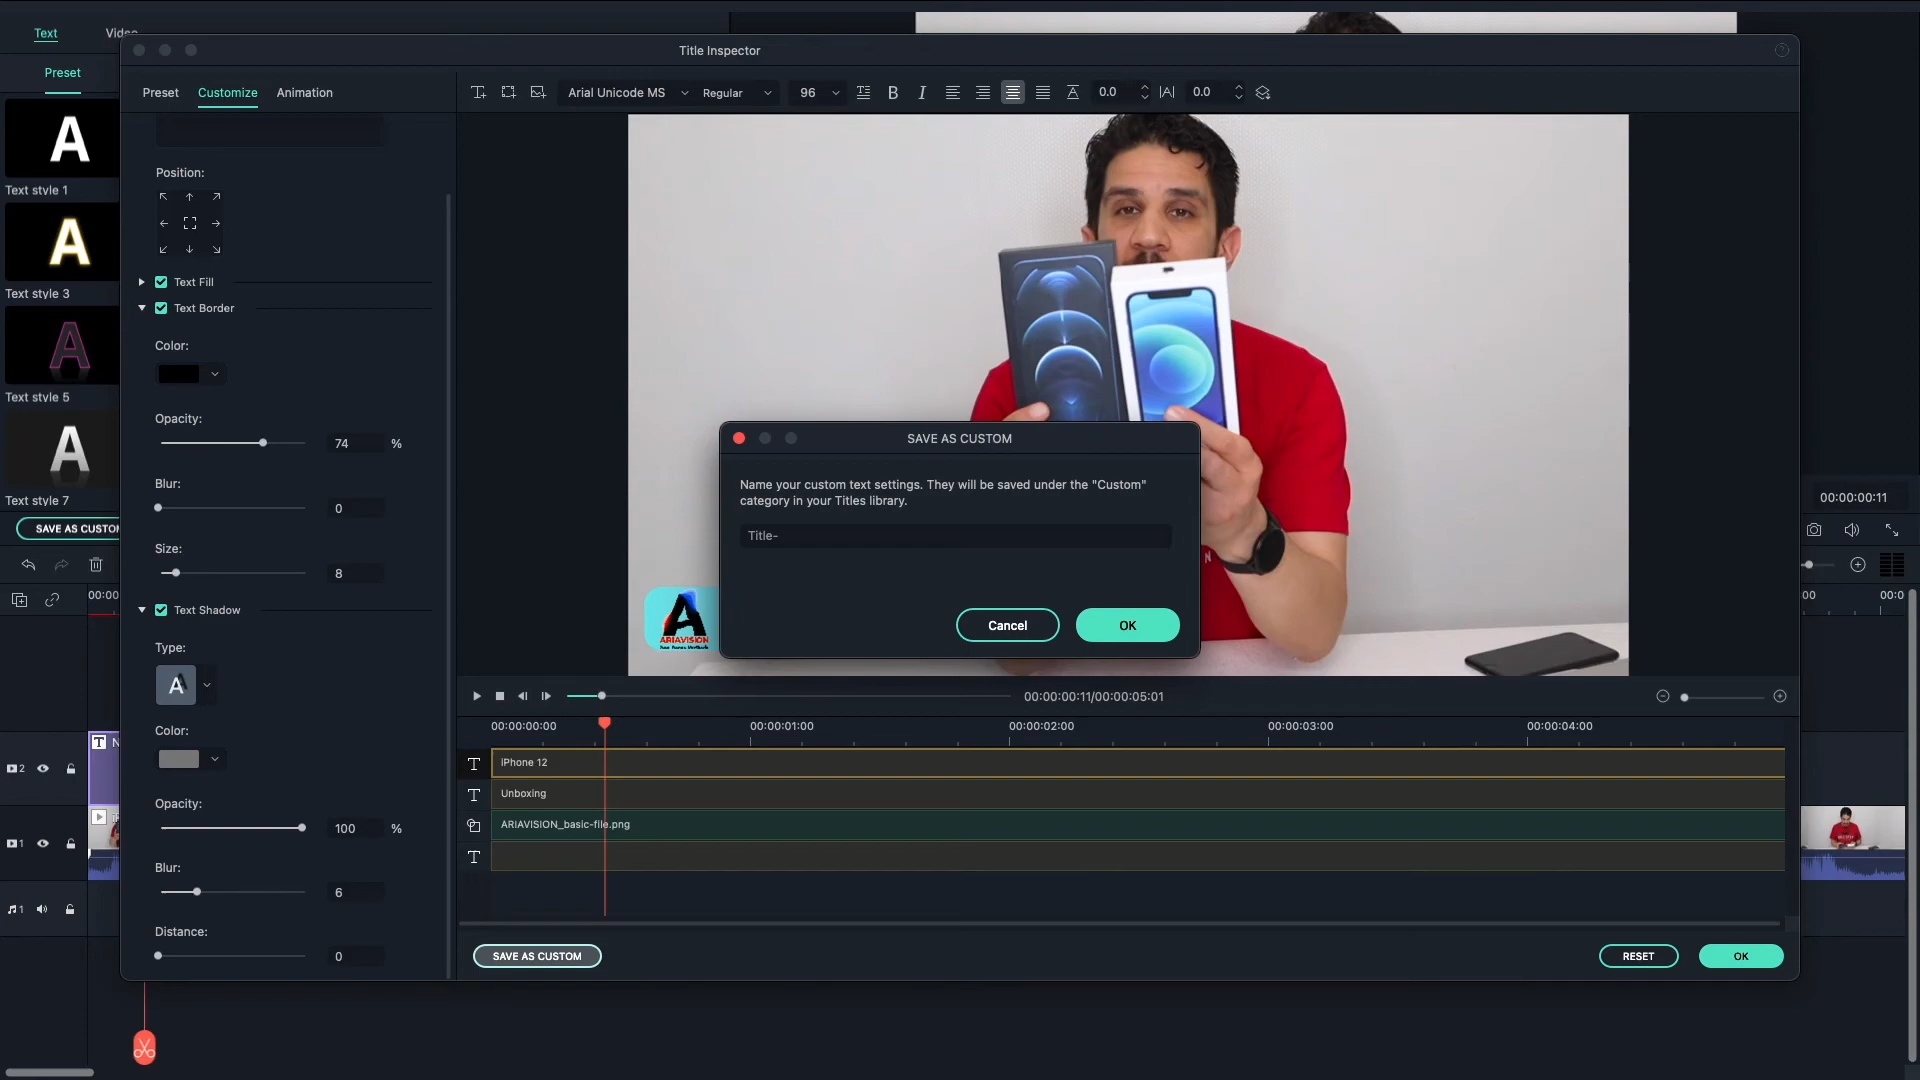 Text
Video
Title Inspector
Preset
Preset
Customize
Animation
Arial Unicode MS
Regular
96
B
I
0.0
0.0
Text style 1
Text style 3
Text style 5
Text style 7
SAVE AS CUSTOM
Position:
Text Fill
Text Border
Color:
Opacity:
74
%
Blur:
0
Size:
8
Text Shadow
Type:
A
Color:
Opacity:
100
%
Blur:
6
Distance:
0
SAVE AS CUSTOM
Name your custom text settings. They will be saved under the "Custom"
category in your Titles library.
Title-
Cancel
OK
ARIAVISION
00:00:00:11
00:00:00:11/00:00:05:01
00:00:00:00
00:00:01:00
00:00:02:00
00:00:03:00
00:00:04:00
iPhone 12
Unboxing
ARIAVISION_basic-file.png
SAVE AS CUSTOM
RESET
OK
2
1
1